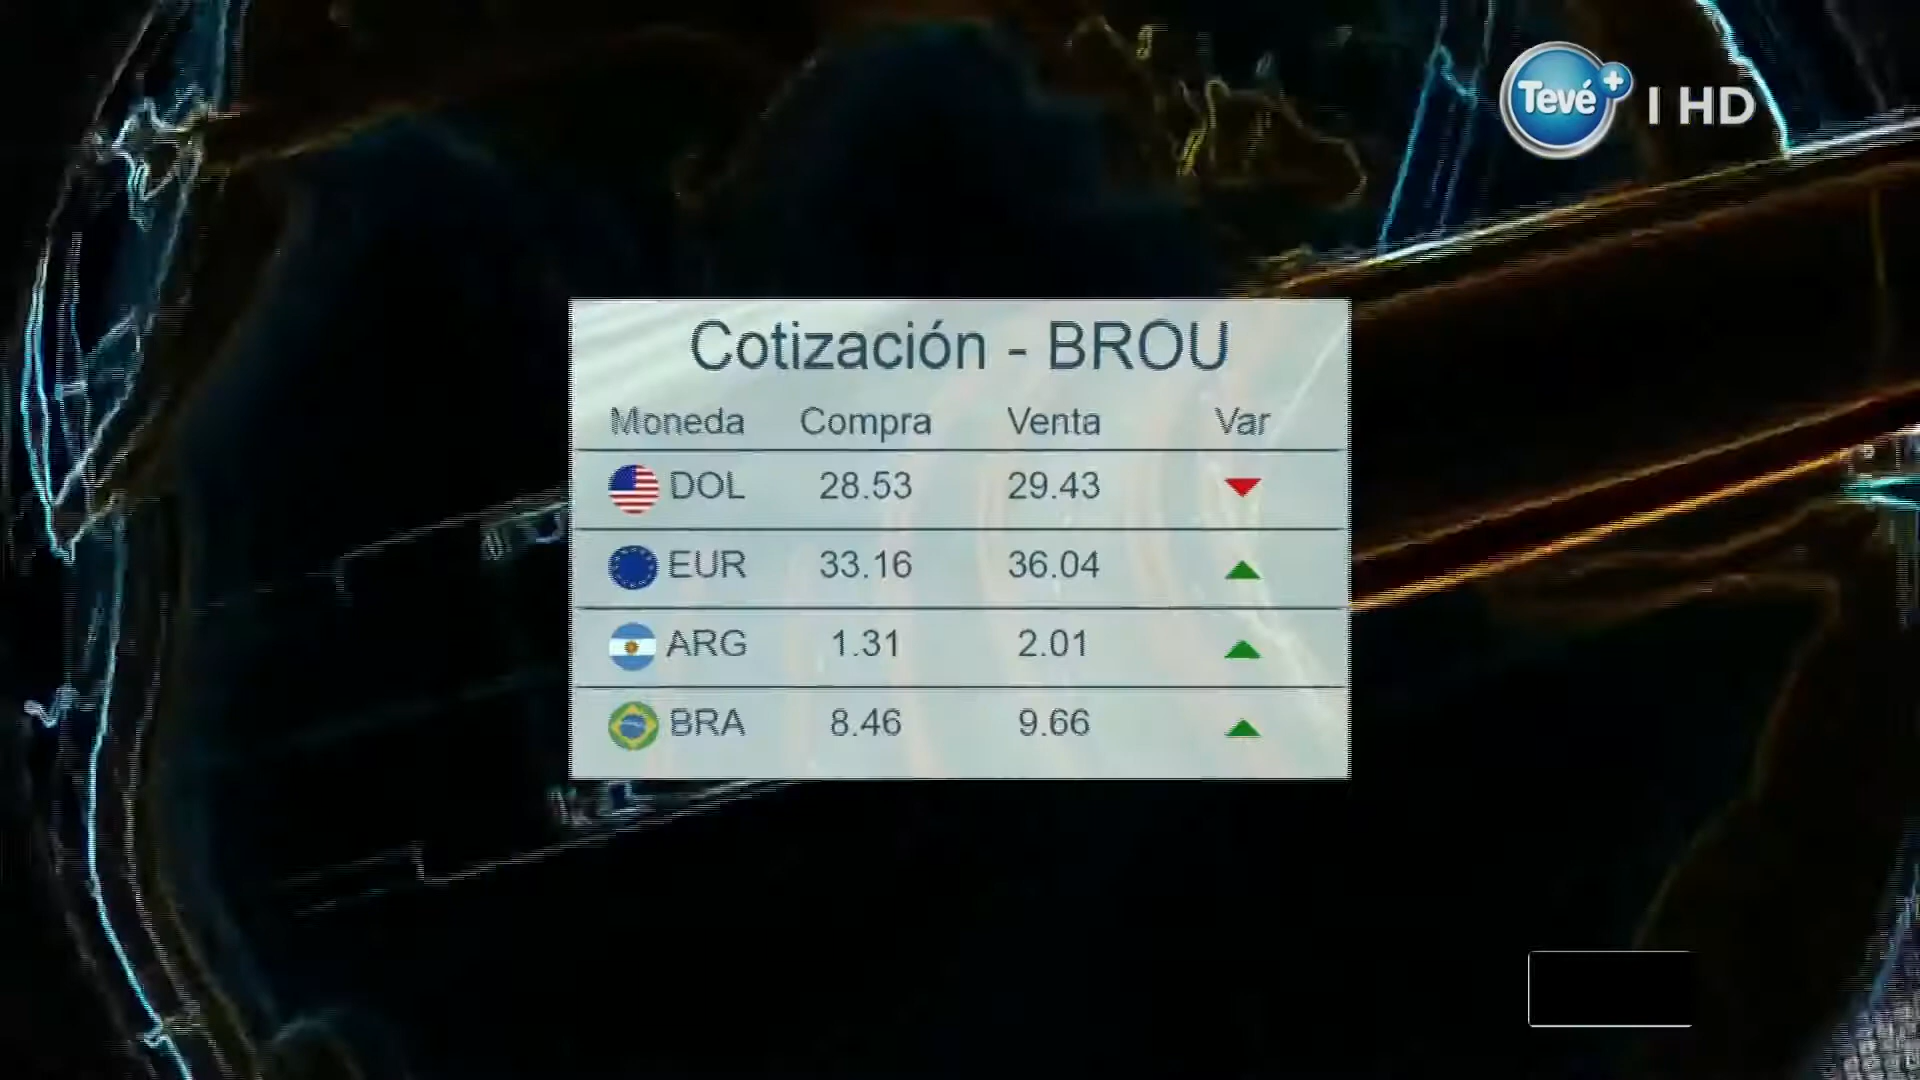 Tevé+ | HD
Cotización - BROU
Moneda Compra Venta Var
DOL 28.53 29.43
EUR 33.16 36.04
ARG 1.31 2.01
BRA 8.46 9.66